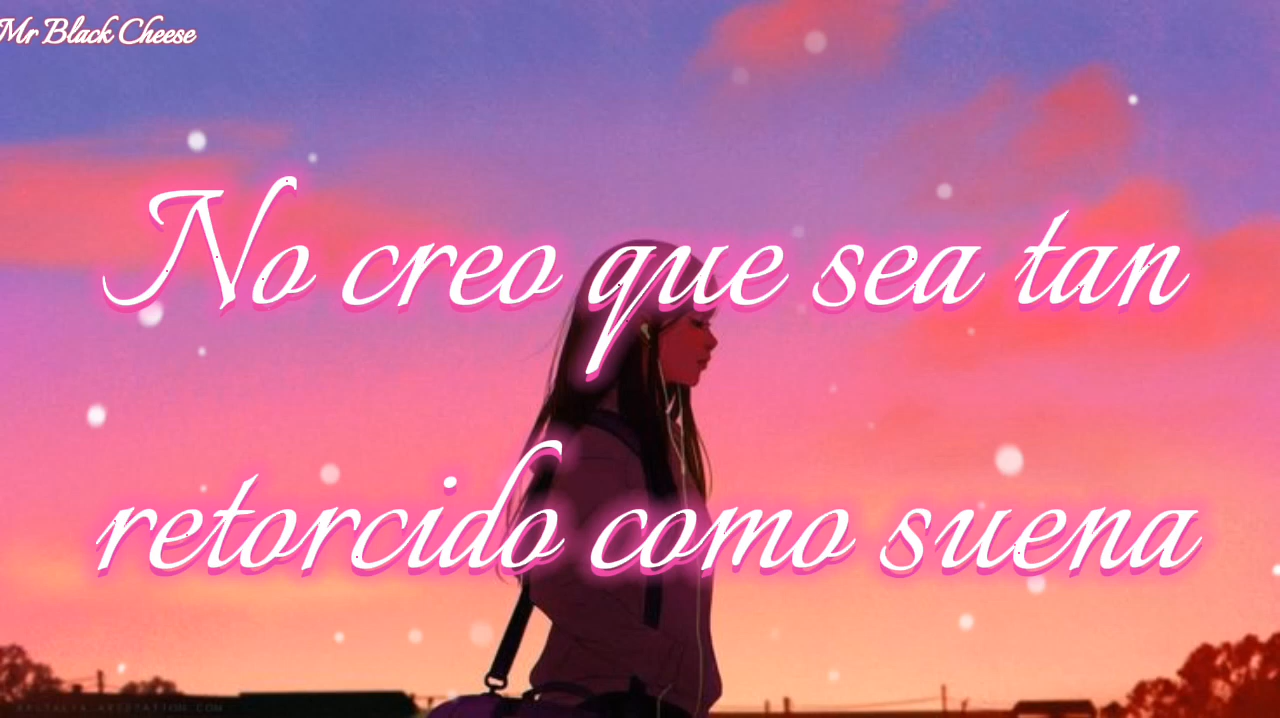 Mr Black Cheese
No creo que sea tan
retorcido como suena